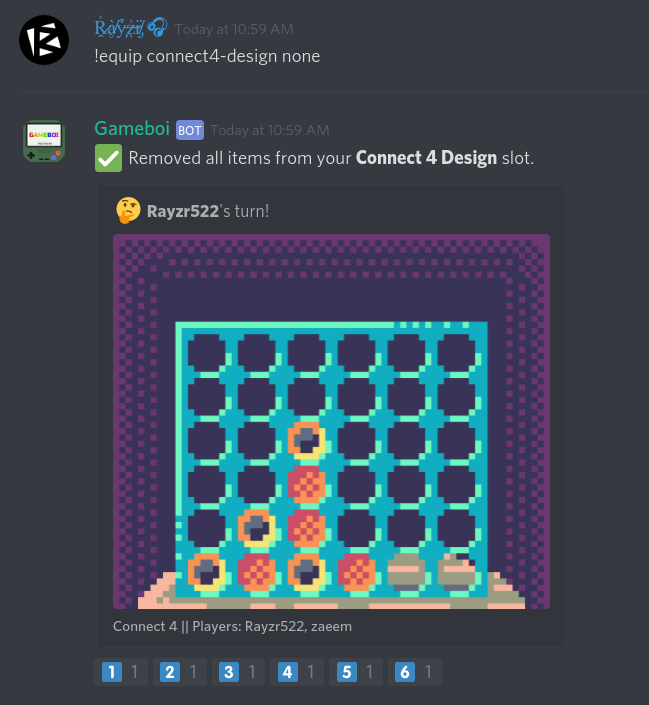 Rayzr
Today at 10:59 AM
!equip connect4-design none
GAMEBOI
Gameboi BOT Today at 10:59 AM
Removed all items from your Connect 4 Design slot.
Rayzr522's turn!
Connect 4 || Players: Rayzr522, zaeem
1 1 2 1 3 1 4 1 5 1 6 1